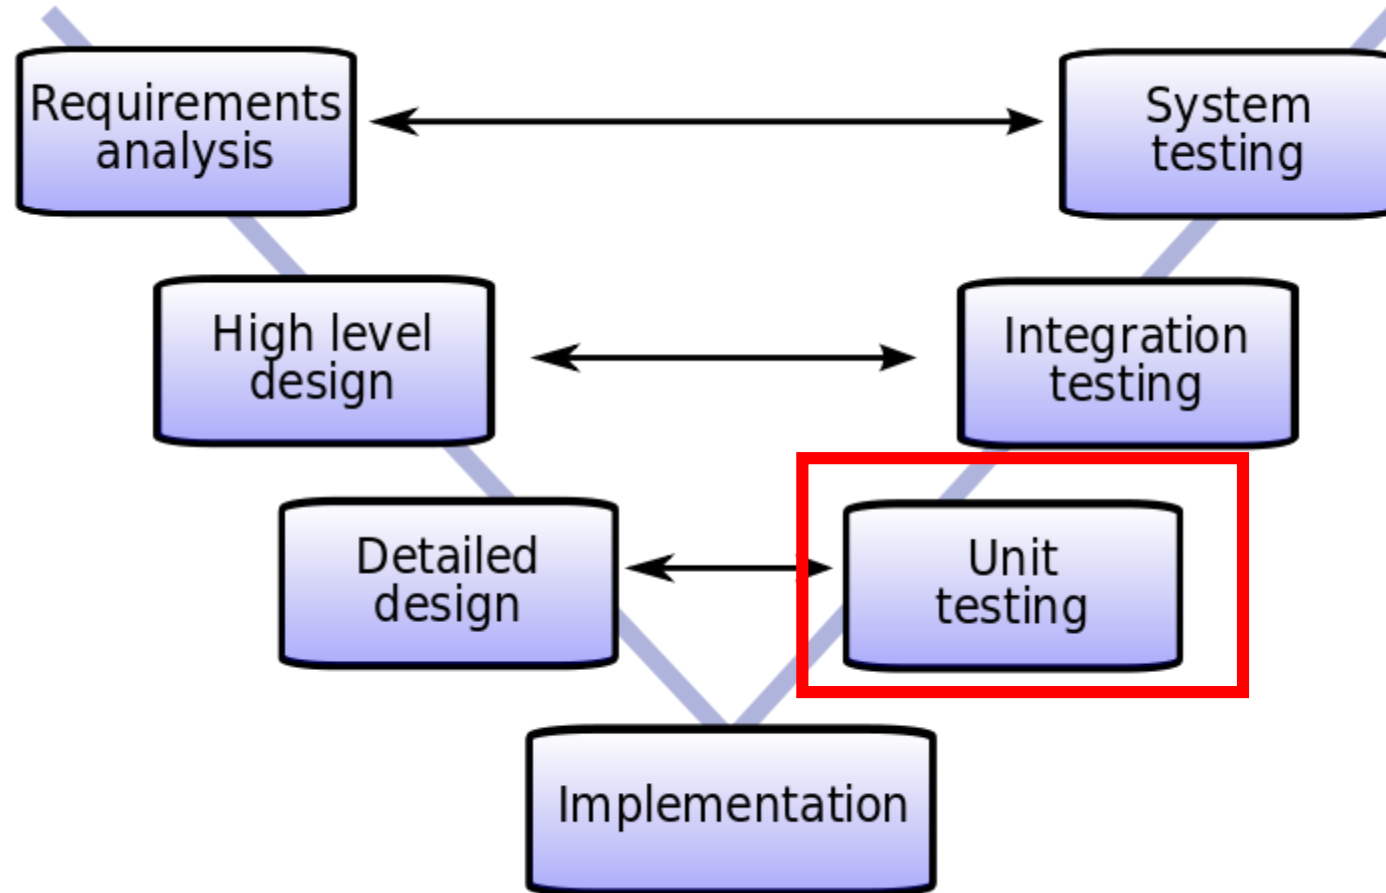 Requirements
analysis
System
testing
High level
design
Integration
testing
Detailed
design
Unit
testing
Implementation